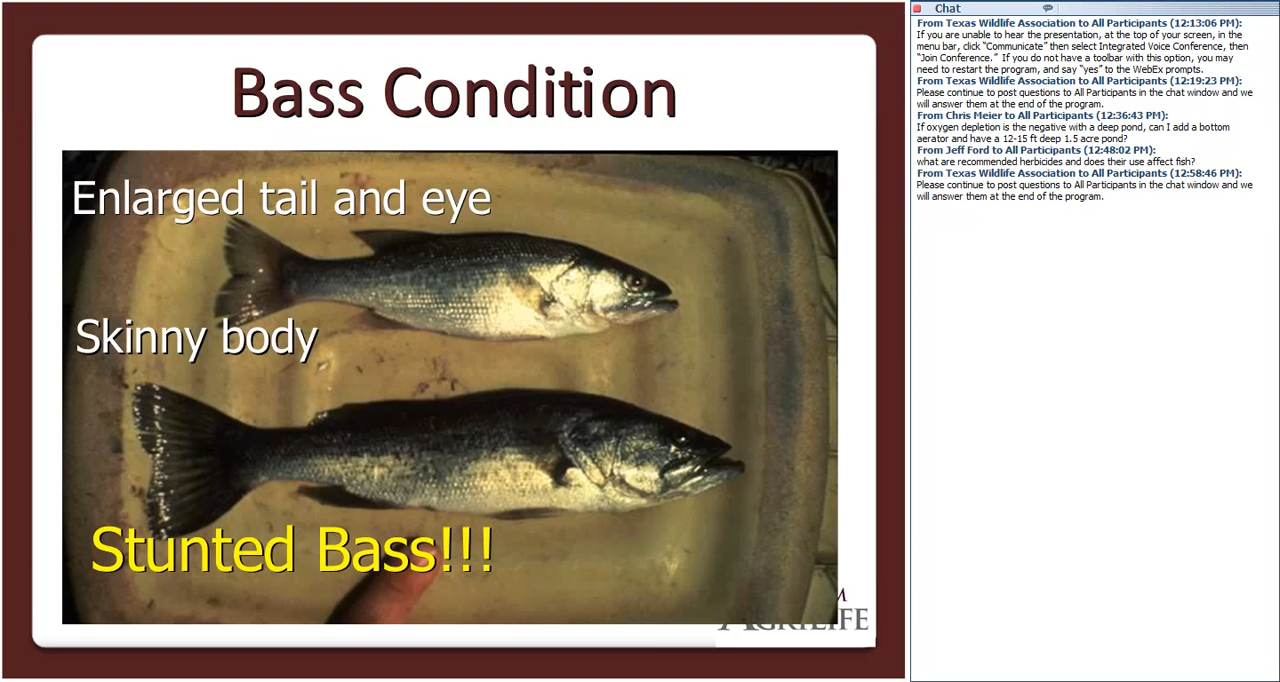 Bass Condition
Enlarged tail and eye
Skinny body
Stunted Bass!!!
Chat
From Texas Wildlife Association to All Participants (12:13:06 PM):
If you are unable to hear the presentation, at the top of your screen, in the
menu bar, click "Communicate" then select Integrated Voice Conference, then
"Join Conference." If you do not have a toolbar with this option, you may
need to restart the program, and say "yes" to the WebEx prompts.
From Texas Wildlife Association to All Participants (12:19:23 PM):
Please continue to post questions to All Participants in the chat window and we
will answer them at the end of the program.
From Chris Meier to All Participants (12:36:43 PM):
If oxygen depletion is the negative with a deep pond, can I add a bottom
aerator and have a 12-15 ft deep 1.5 acre pond?
From Jeff Ford to All Participants (12:48:02 PM):
what are recommended herbicides and does their use affect fish?
From Texas Wildlife Association to All Participants (12:58:46 PM):
Please continue to post questions to All Participants in the chat window and we
will answer them at the end of the program.